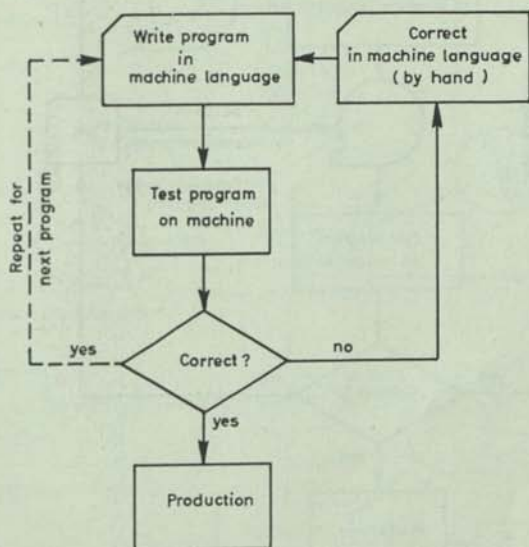 Write program
in
machine language
Correct
in machine language
( by hand )
Test program
on machine
Repeat for
next program
yes
Correct ?
no
yes
Production